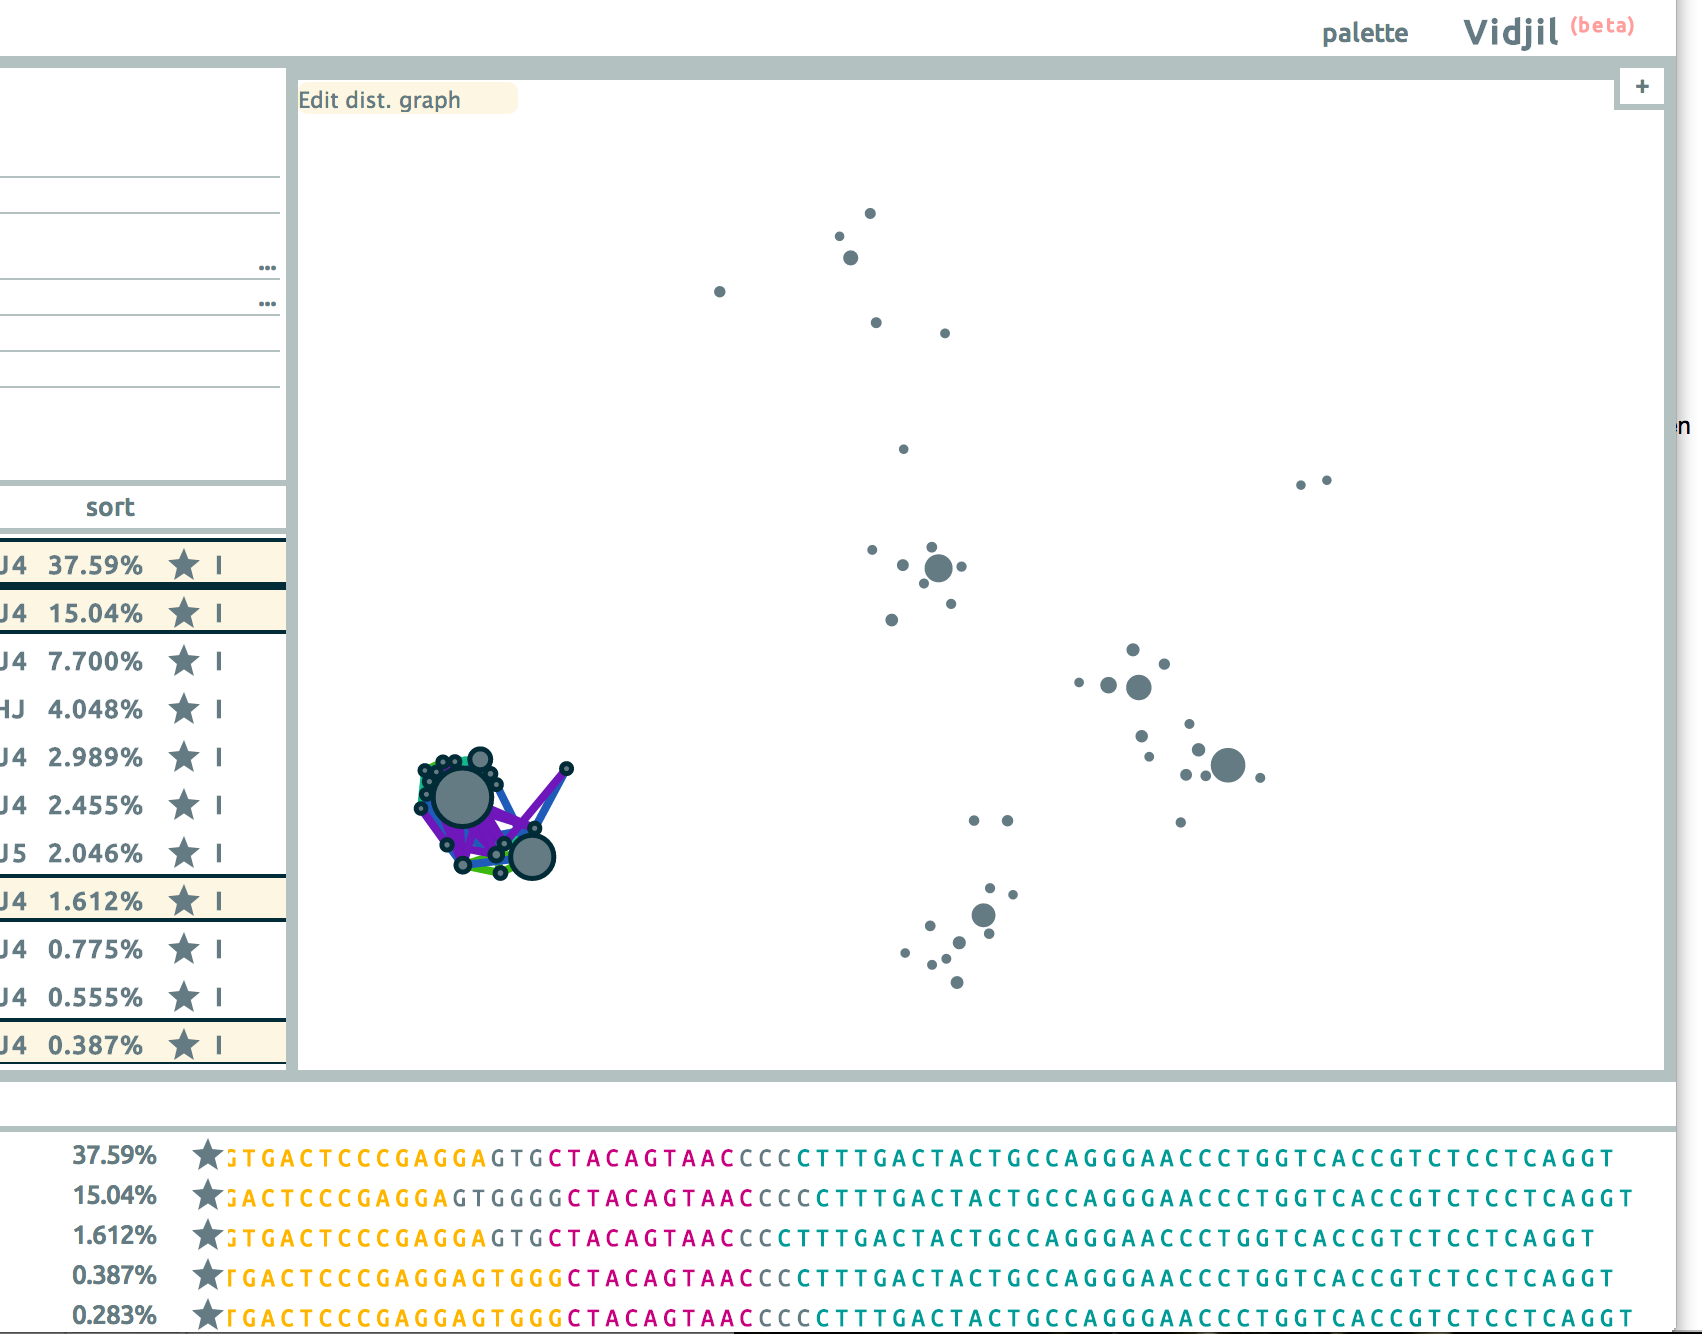 palette Vidjil (beta)
Edit dist. graph +
...
...
sort
J4 37.59% ★ I
J4 15.04% ★ I
J4 7.700% ★ I
HJ 4.048% ★ I
J4 2.989% ★ I
J4 2.455% ★ I
J5 2.046% ★ I
J4 1.612% ★ I
J4 0.775% ★ I
J4 0.555% ★ I
J4 0.387% ★ I
en
37.59% ★ GTGACTCCCGAGGAGTGCTACAGTAACCCCCTTTGACTACTGCCAGGGAACCCTGGTCACCGTCTCCTCAGGT
15.04% ★ GACTCCCGAGGAGTGGGGCTACAGTAACCCCCTTTGACTACTGCCAGGGAACCCTGGTCACCGTCTCCTCAGGT
1.612% ★ GTGACTCCCGAGGAGTGCTACAGTAACCCCTTTGACTACTGCCAGGGAACCCTGGTCACCGTCTCCTCAGGT
0.387% ★ TGACTCCCGAGGAGTGGGCTACAGTAACCCCTTTGACTACTGCCAGGGAACCCTGGTCACCGTCTCCTCAGGT
0.283% ★ TGACTCCCGAGGAGTGGGCTACAGTAACCCCCTTTGACTACTGCCAGGGAACCCTGGTCACCGTCTCCTCAGGT